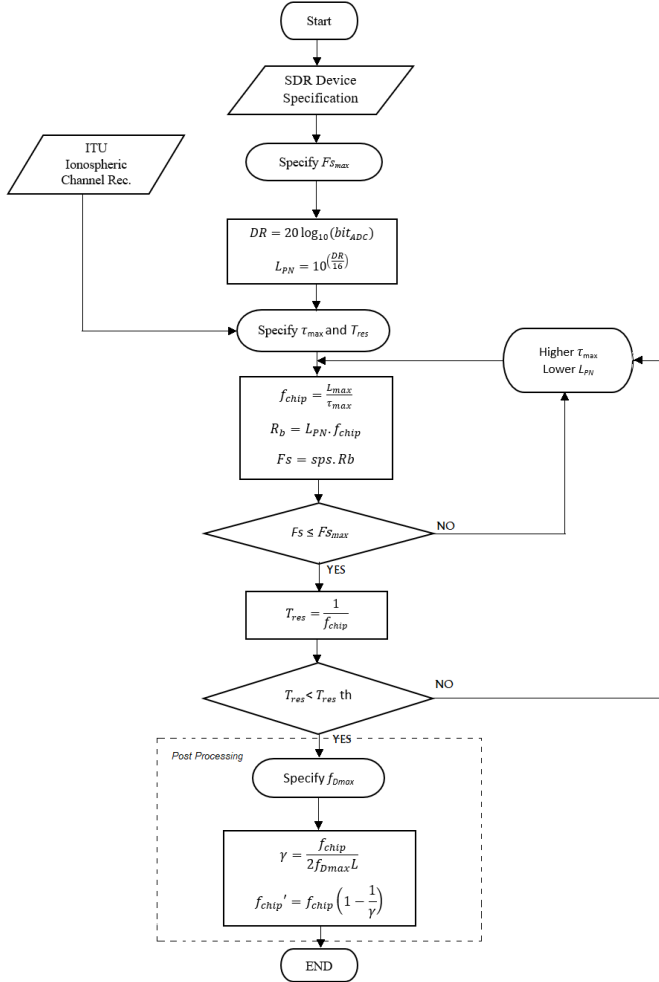 Start
SDR Device
Specification
ITU
Ionospheric
Channel Rec.
Specify Fs_max
DR = 20 log₁₀(bit_ADC)
L_PN = 10^(DR/16)
Specify τ_max and T_res
Higher τ_max
Lower L_PN
f_chip = L_max/τ_max
R_b = L_PN.f_chip
Fs = sps.Rb
Fs ≤ Fs_max
NO
YES
T_res = 1/f_chip
T_res< T_res th
NO
YES
Post Processing
Specify f_Dmax
γ = f_chip/2f_DmaxL
f_chip' = f_chip (1 − 1/γ)
END